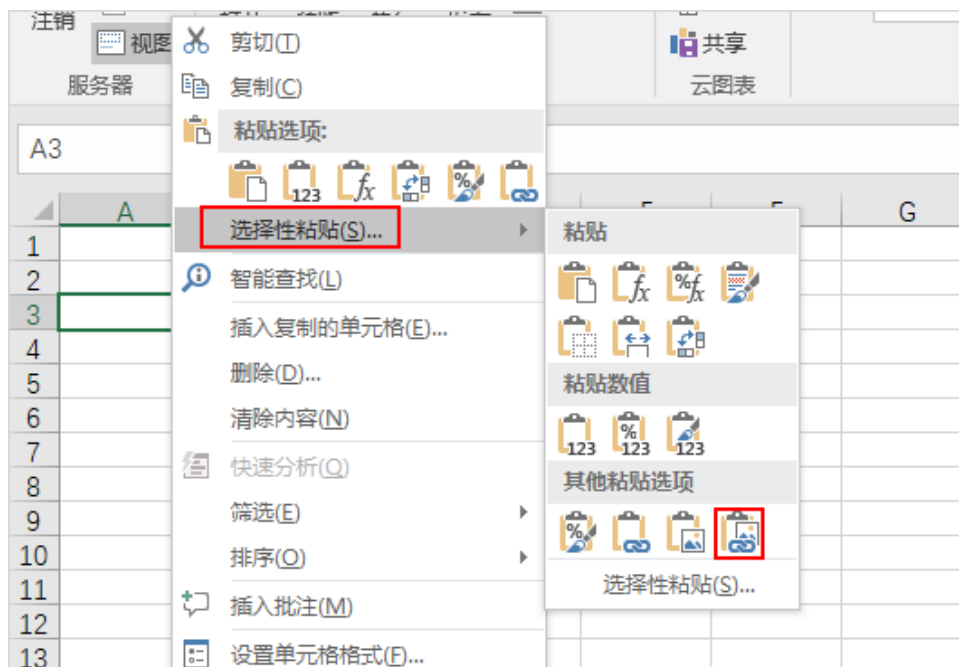 注销
视图
服务器
共享
云图表
A3
剪切(T)
复制(C)
粘贴选项:
选择性粘贴(S)...
智能查找(L)
插入复制的单元格(E)...
删除(D)...
清除内容(N)
快速分析(Q)
筛选(E)
排序(O)
插入批注(M)
设置单元格格式(F)...
粘贴
粘贴数值
其他粘贴选项
选择性粘贴(S)...
A
G
1
2
3
4
5
6
7
8
9
10
11
12
13